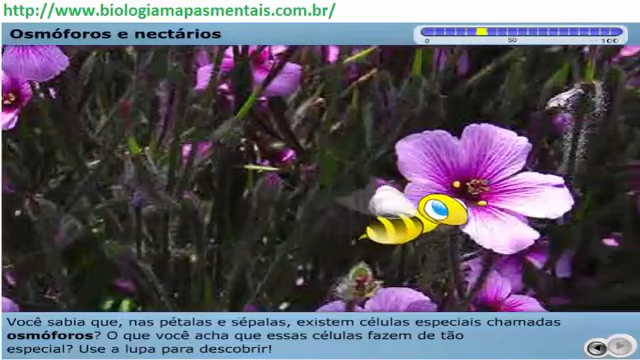 http://www.biologiamapasmentais.com.br/
Osmóforos e nectários
0 50 100
Você sabia que, nas pétalas e sépalas, existem células especiais chamadas
osmóforos? O que você acha que essas células fazem de tão
especial? Use a lupa para descobrir!